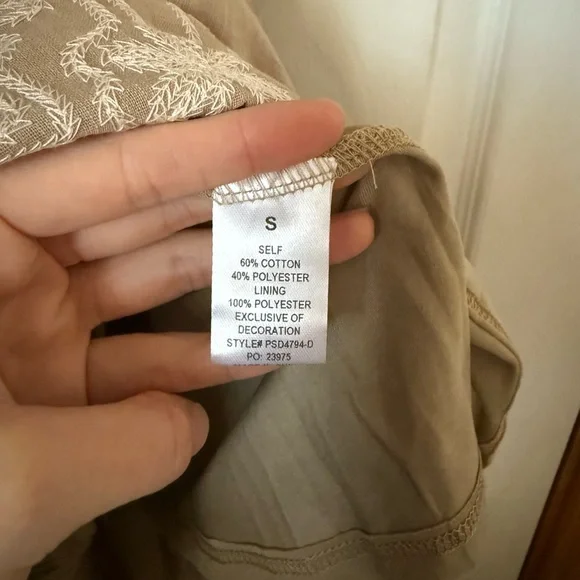 S
SELF
60% COTTON
40% POLYESTER
LINING
100% POLYESTER
EXCLUSIVE OF
DECORATION
STYLE# PSD4794-D
PO: 23975